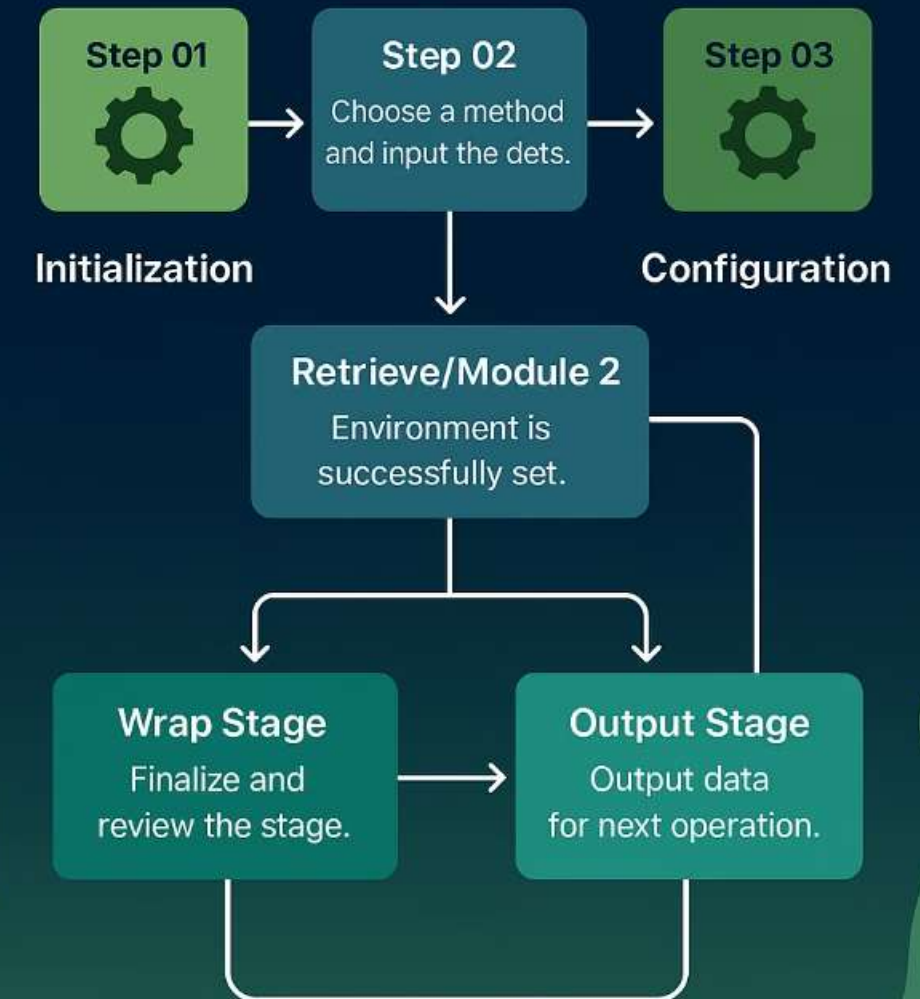 Step 01
Step 02
Choose a method
and input the dets.
Step 03
Initialization
Configuration
Retrieve/Module 2
Environment is
successfully set.
Wrap Stage
Finalize and
review the stage.
Output Stage
Output data
for next operation.